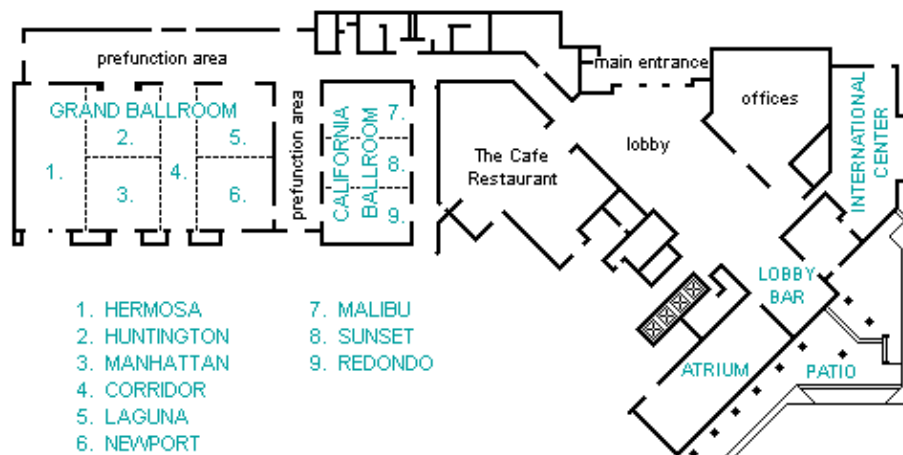 prefunction area
main entrance
GRAND BALLROOM
offices
INTERNATIONAL
CENTER
prefunction area
CALIFORNIA
BALLROOM
7.
2.
5.
lobby
1.
4.
The Cafe
Restaurant
8.
3.
6.
9.
LOBBY
BAR
1. HERMOSA
2. HUNTINGTON
3. MANHATTAN
4. CORRIDOR
5. LAGUNA
6. NEWPORT
7. MALIBU
8. SUNSET
9. REDONDO
ATRIUM
PATIO